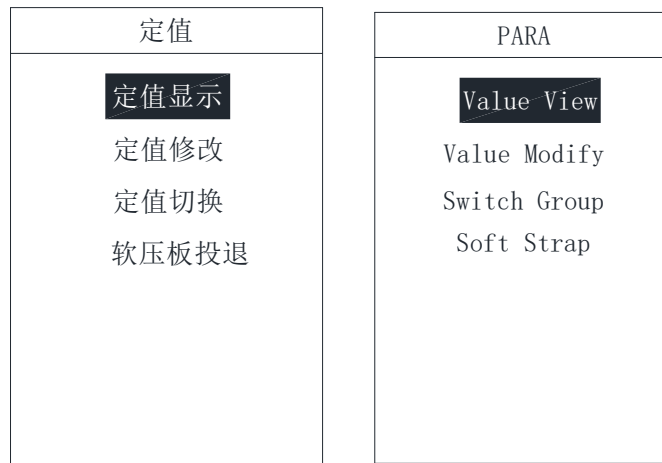 定值
定值显示
定值修改
定值切换
软压板投退
PARA
Value View
Value Modify
Switch Group
Soft Strap